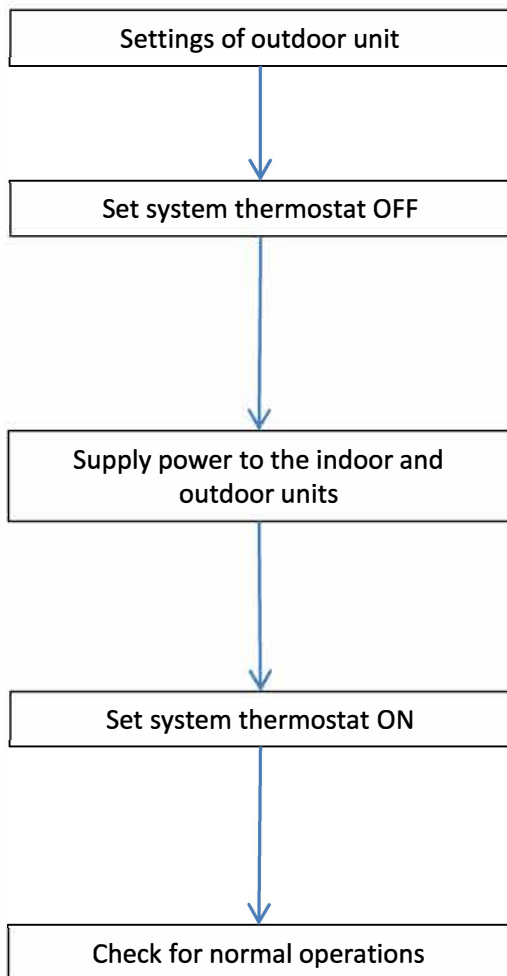 Settings of outdoor unit
Set system thermostat OFF
Supply power to the indoor and
outdoor units
Set system thermostat ON
Check for normal operations